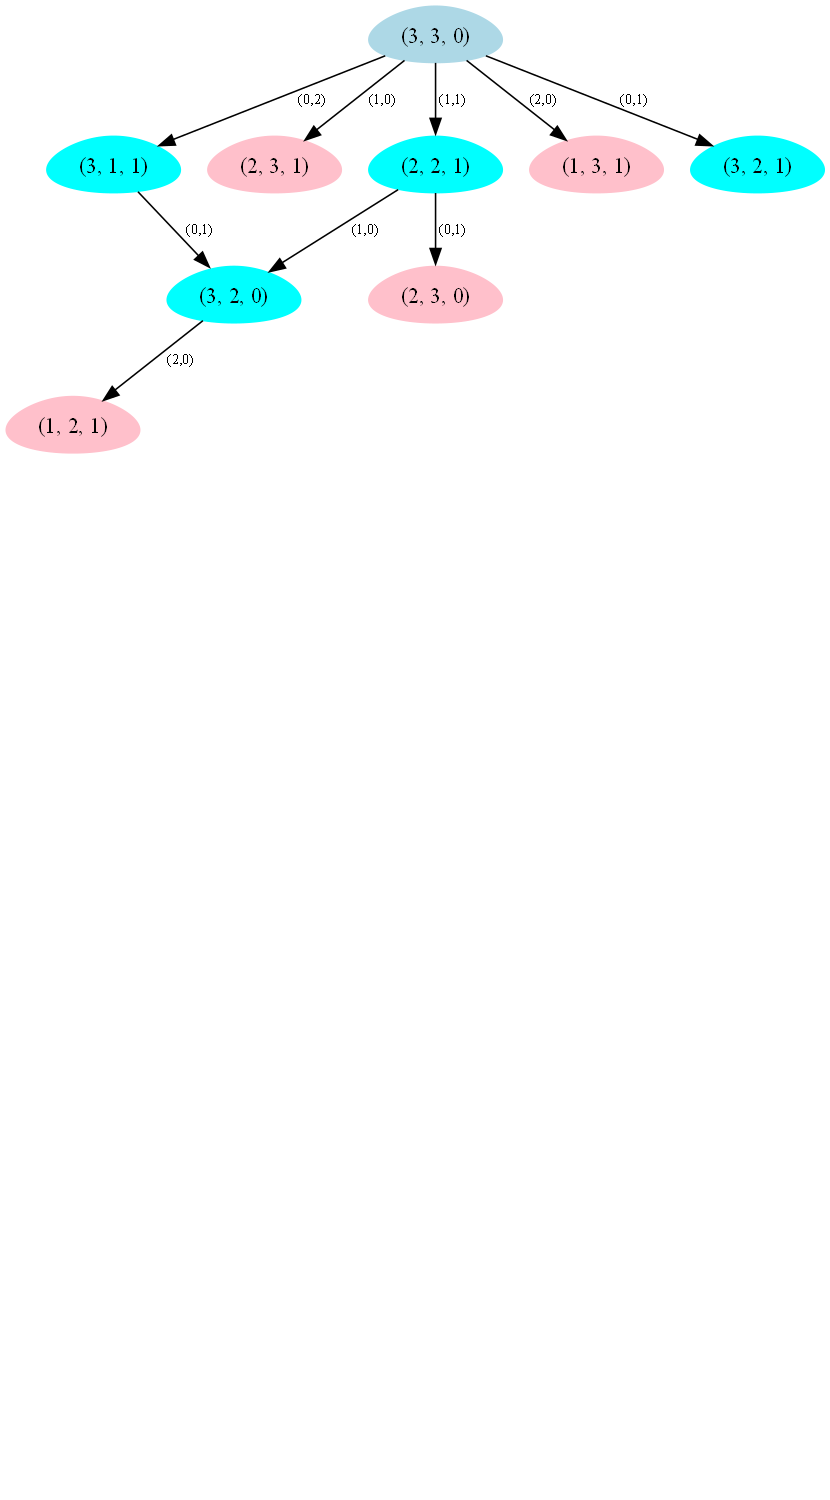 (3, 3, 0)
(0,2) (1,0) (1,1) (2,0) (0,1)
(3, 1, 1) (2, 3, 1) (2, 2, 1) (1, 3, 1) (3, 2, 1)
(0,1) (1,0) (0,1)
(3, 2, 0) (2, 3, 0)
(2,0)
(1, 2, 1)